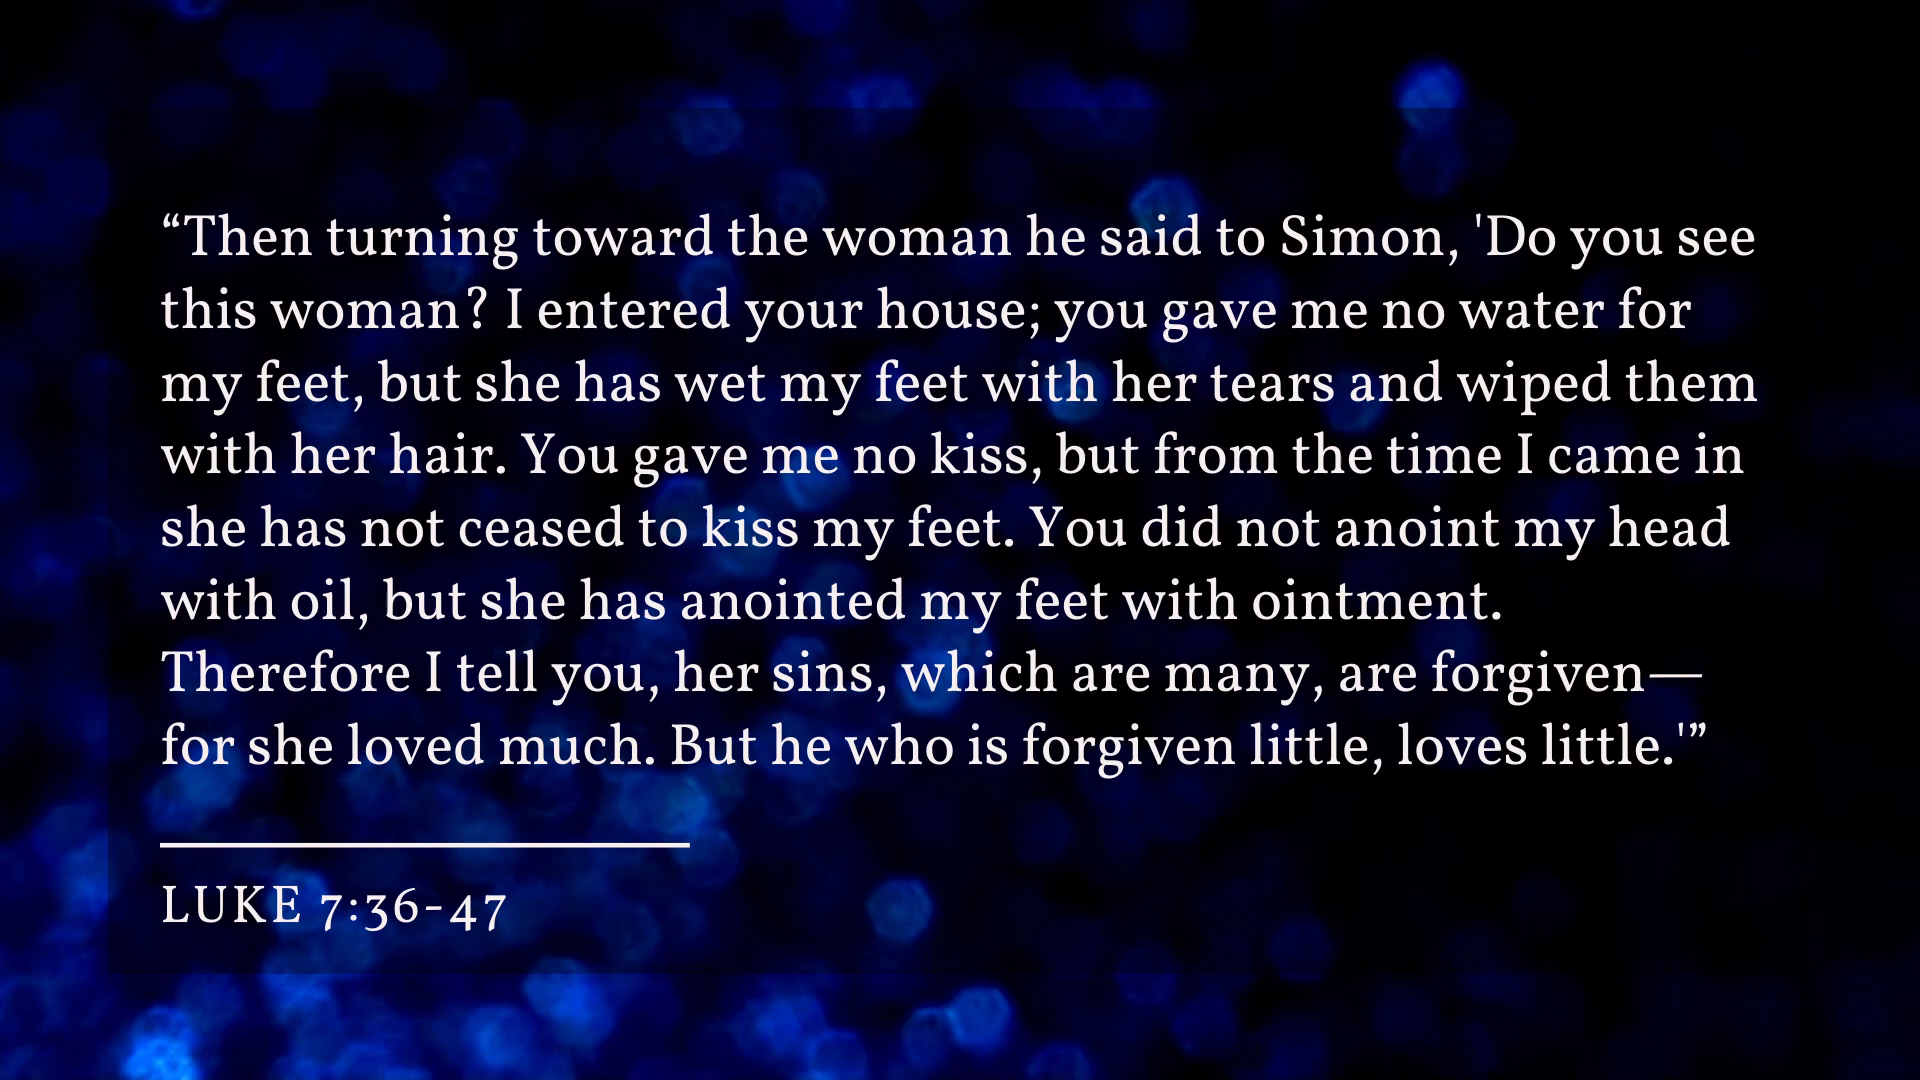 “Then turning toward the woman he said to Simon, 'Do you see
this woman? I entered your house; you gave me no water for
my feet, but she has wet my feet with her tears and wiped them
with her hair. You gave me no kiss, but from the time I came in
she has not ceased to kiss my feet. You did not anoint my head
with oil, but she has anointed my feet with ointment.
Therefore I tell you, her sins, which are many, are forgiven—
for she loved much. But he who is forgiven little, loves little.'”
LUKE 7:36-47